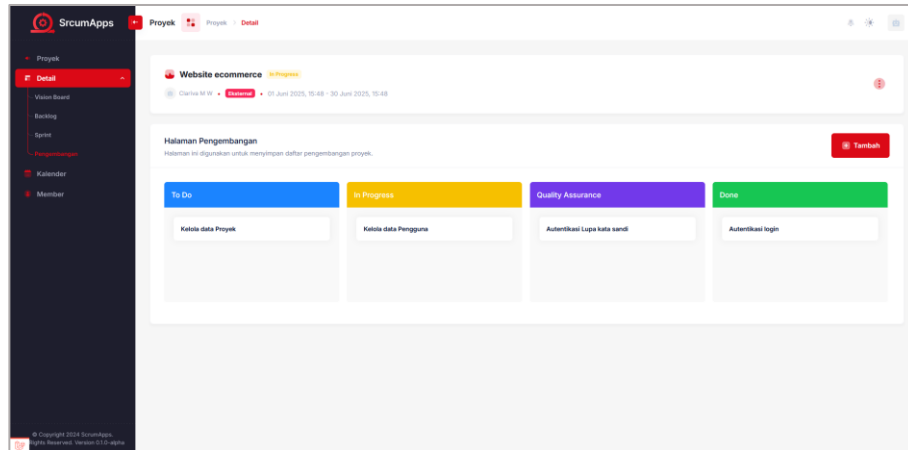 SrcumApps
Proyek
Proyek > Detail
Proyek
Detail
Vision Board
Backlog
Sprint
Pengembangan
Kalender
Member
Website ecommerce In Progress
Clarive M W • Eksternal • 01 Juni 2025, 15:48 - 30 Juni 2025, 15:48
Halaman Pengembangan
Halaman ini digunakan untuk menyimpan daftar pengembangan proyek.
Tambah
To Do
In Progress
Quality Assurance
Done
Kelola data Proyek
Kelola data Pengguna
Autentikasi Lupa kata sandi
Autentikasi login
© Copyright 2024 ScrumApps.
Rights Reserved. Version 0.1.0-alpha